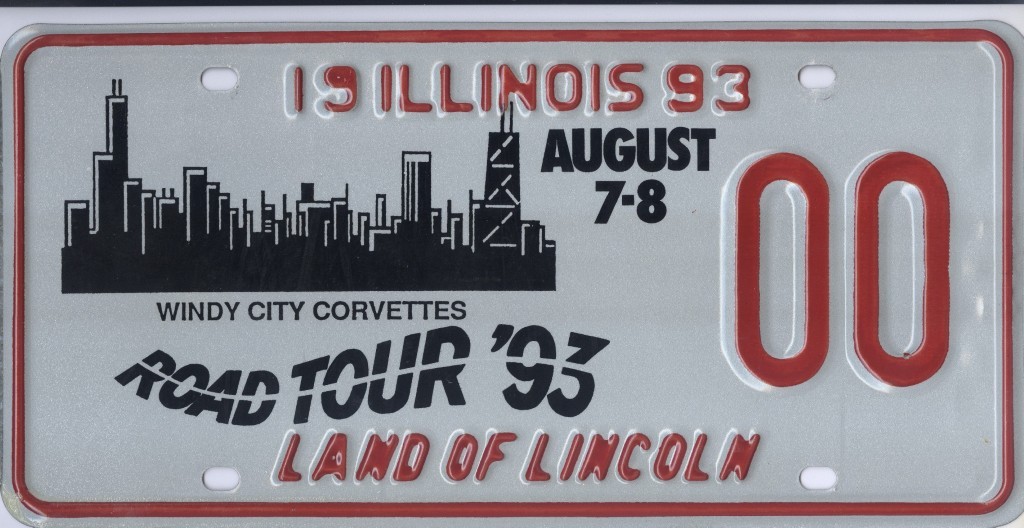 19 ILLINOIS 93
AUGUST
7-8
00
WINDY CITY CORVETTES
ROAD TOUR '93
LAND OF LINCOLN